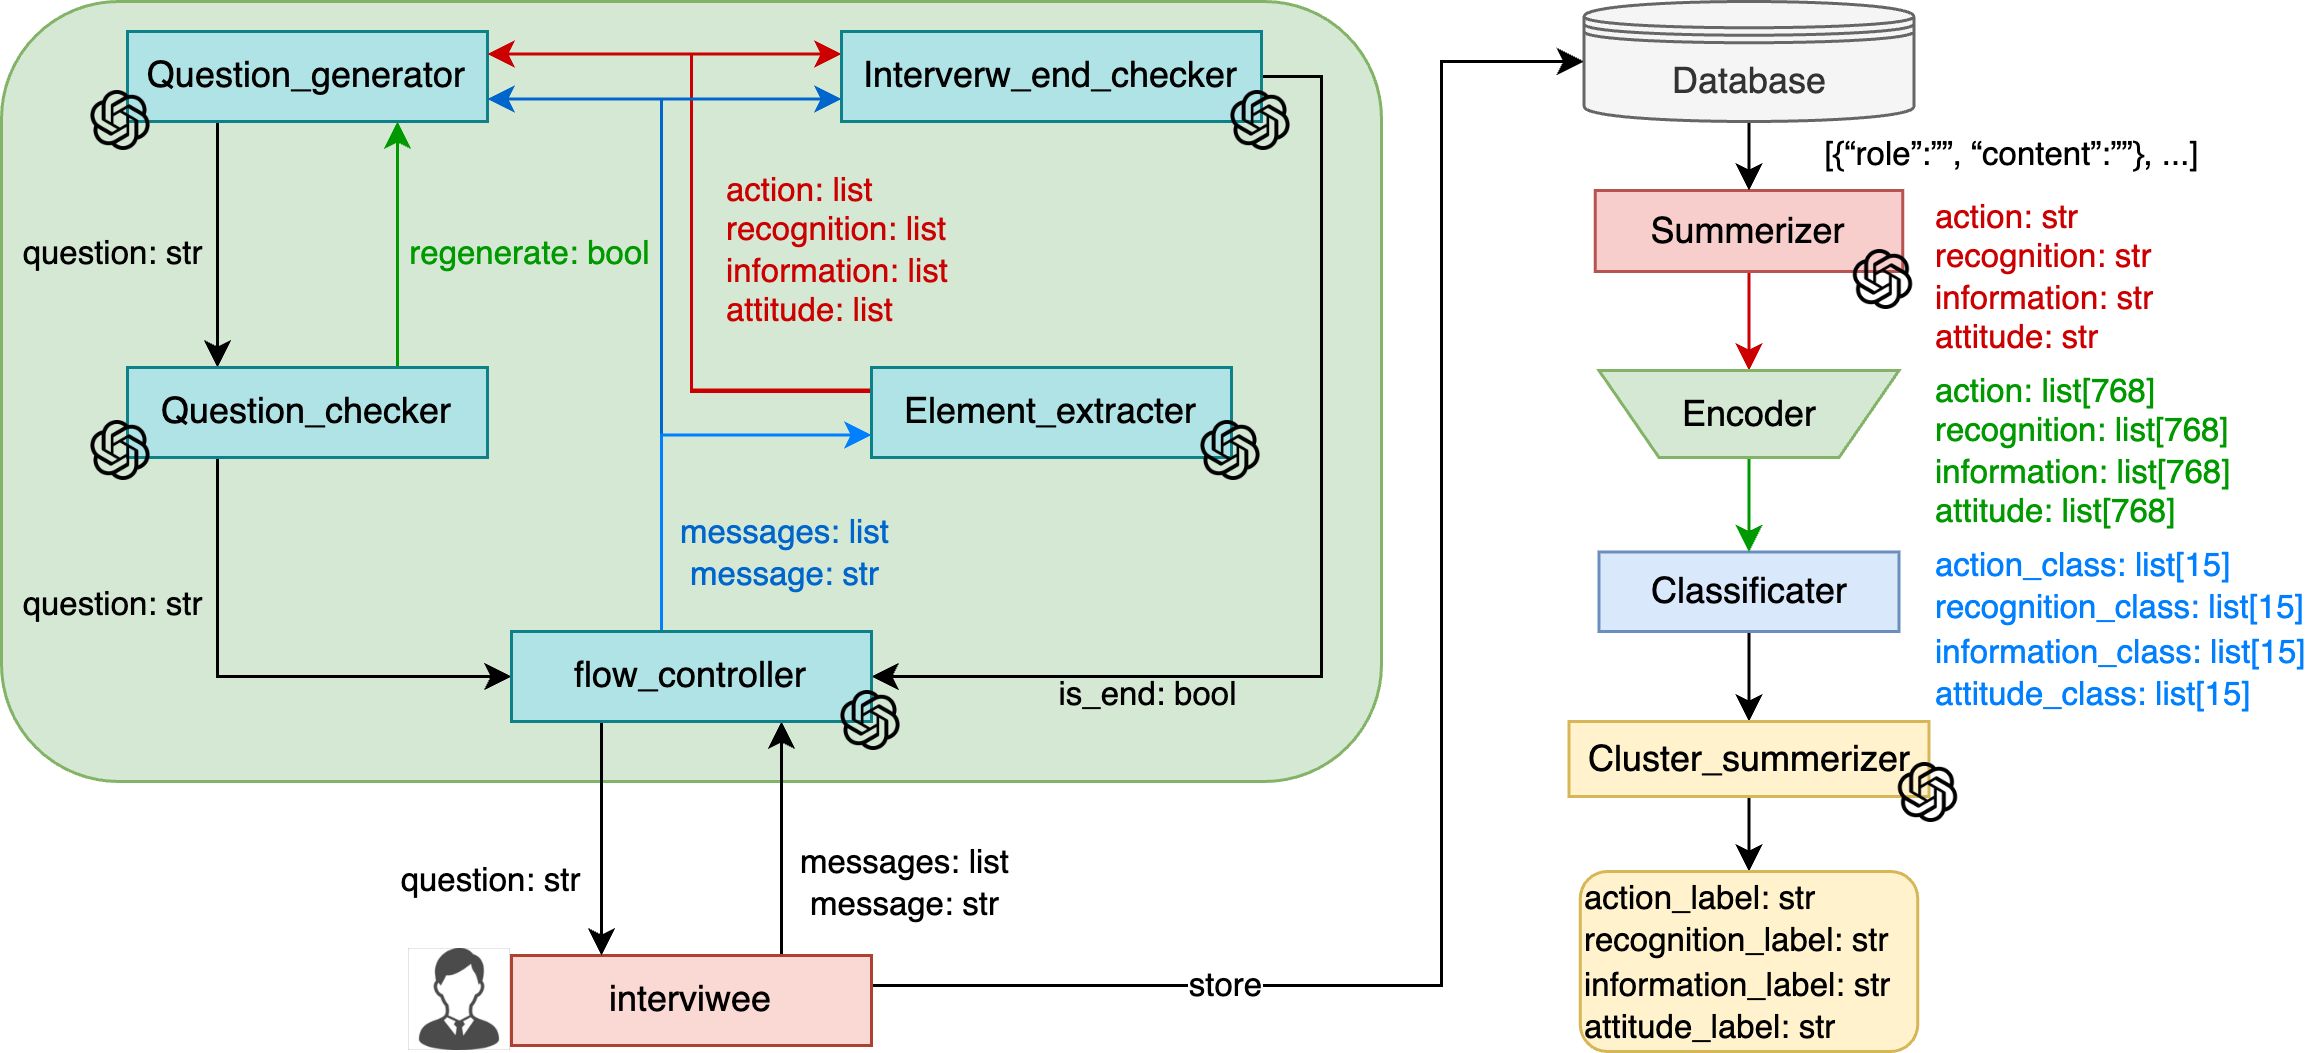 Question_generator
Interverw_end_checker
action: list
recognition: list
information: list
attitude: list
question: str
regenerate: bool
Question_checker
Element_extracter
messages: list
message: str
question: str
flow_controller
is_end: bool
question: str
messages: list
message: str
interviwee
store
Database
[{“role”:””, “content”:””}, ...]
Summerizer
action: str
recognition: str
information: str
attitude: str
Encoder
action: list[768]
recognition: list[768]
information: list[768]
attitude: list[768]
Classificater
action_class: list[15]
recognition_class: list[15]
information_class: list[15]
attitude_class: list[15]
Cluster_summerizer
action_label: str
recognition_label: str
information_label: str
attitude_label: str